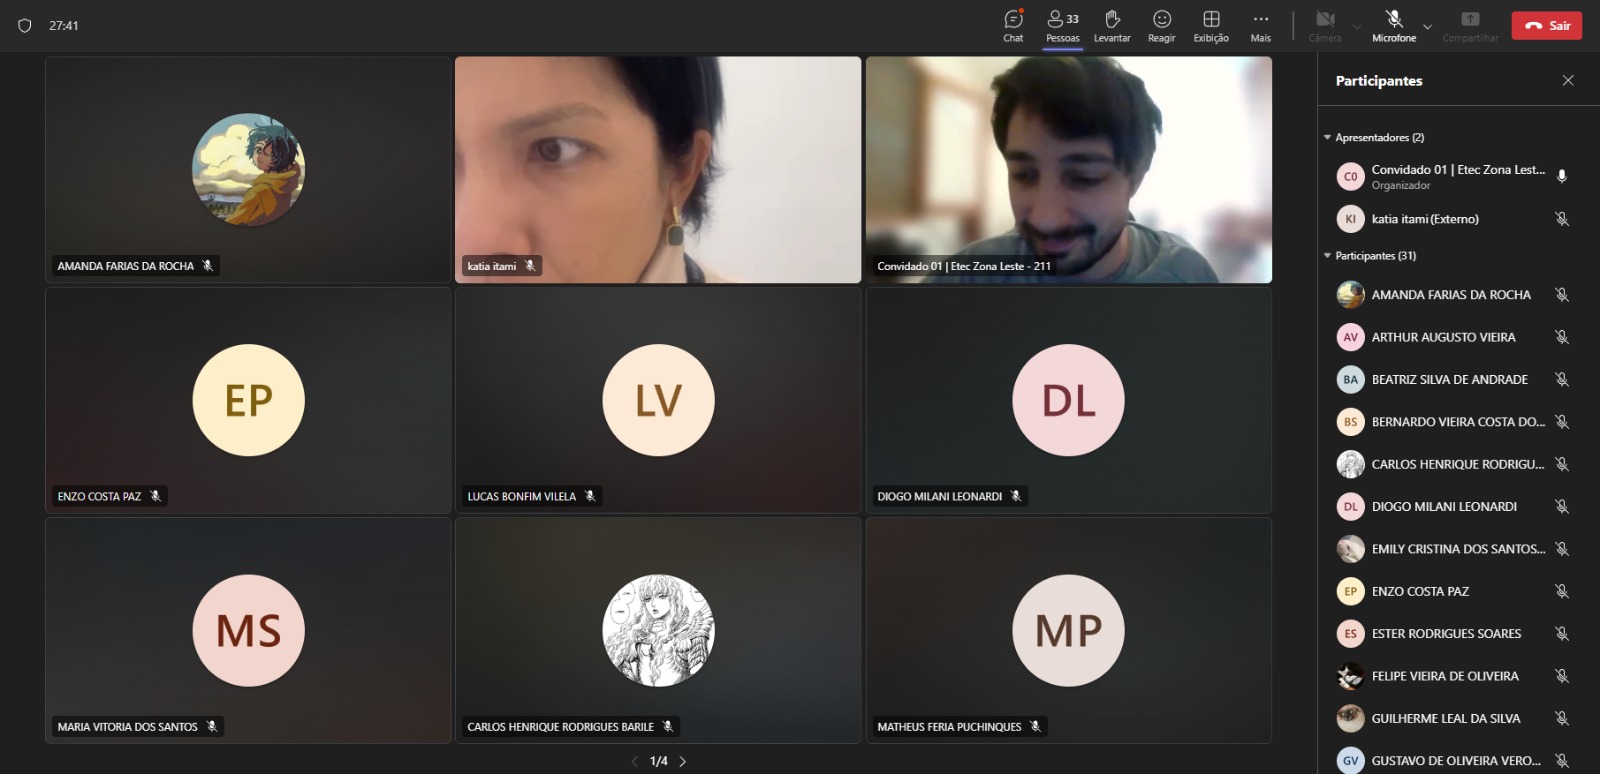 27:41
Chat
33
Pessoas
Levantar
Reagir
Exibição
Mais
Câmera
Microfone
Compartilhar
Sair
AMANDA FARIAS DA ROCHA
katia itami
Convidado 01 | Etec Zona Leste - 211
EP
ENZO COSTA PAZ
LV
LUCAS BONFIM VILELA
DL
DIOGO MILANI LEONARDI
MS
MARIA VITORIA DOS SANTOS
CARLOS HENRIQUE RODRIGUES BARILE
MP
MATHEUS FERIA PUCHINQUES
1/4
Participantes
Apresentadores (2)
C0
Convidado 01 | Etec Zona Lest...
Organizador
KI
katia itami (Externo)
Participantes (31)
AMANDA FARIAS DA ROCHA
AV
ARTHUR AUGUSTO VIEIRA
BA
BEATRIZ SILVA DE ANDRADE
BS
BERNARDO VIEIRA COSTA DO...
CARLOS HENRIQUE RODRIGU...
DL
DIOGO MILANI LEONARDI
EMILY CRISTINA DOS SANTOS...
EP
ENZO COSTA PAZ
ES
ESTER RODRIGUES SOARES
FELIPE VIEIRA DE OLIVEIRA
GUILHERME LEAL DA SILVA
GV
GUSTAVO DE OLIVEIRA VERO...